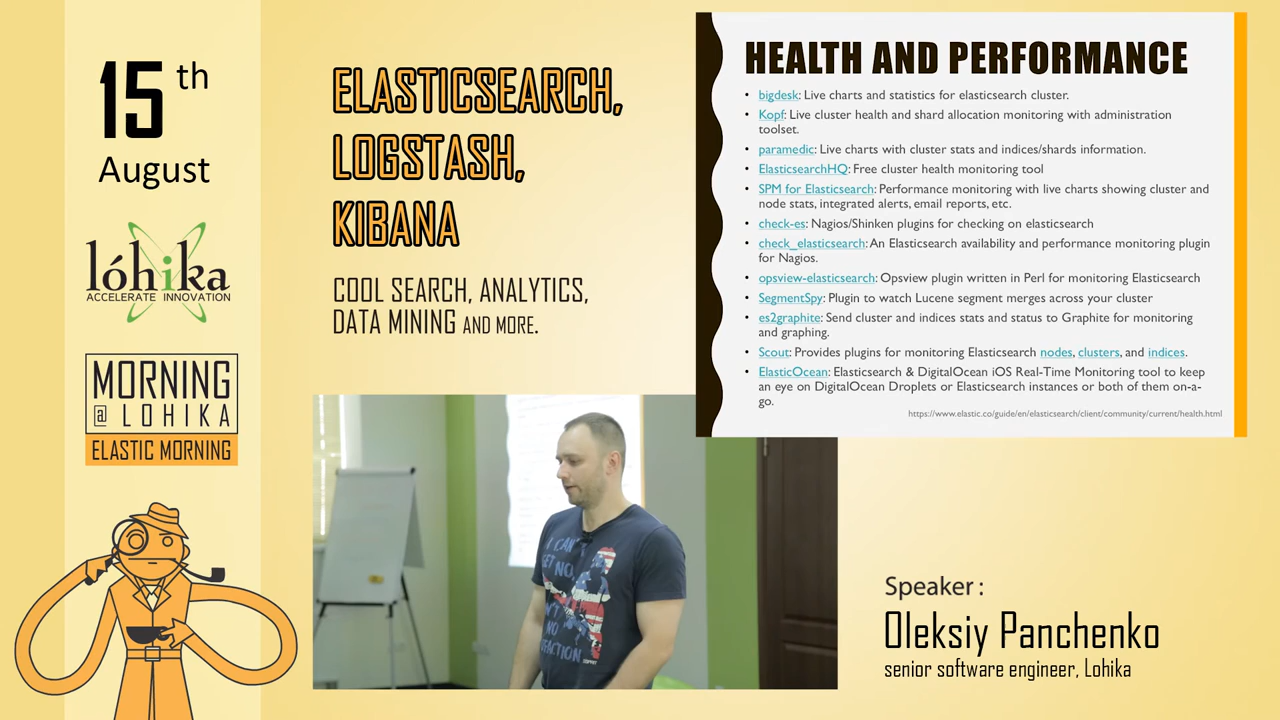 15 th
August
lóhika
ACCELERATE INNOVATION
MORNING
@ LOHIKA
ELASTIC MORNING
ELASTICSEARCH,
LOGSTASH,
KIBANA
COOL SEARCH, ANALYTICS,
DATA MINING AND MORE.
HEALTH AND PERFORMANCE
• bigdesk: Live charts and statistics for elasticsearch cluster.
• Kopf: Live cluster health and shard allocation monitoring with administration
toolset.
• paramedic: Live charts with cluster stats and indices/shards information.
• ElasticsearchHQ: Free cluster health monitoring tool
• SPM for Elasticsearch: Performance monitoring with live charts showing cluster and
node stats, integrated alerts, email reports, etc.
• check-es: Nagios/Shinken plugins for checking on elasticsearch
• check_elasticsearch: An Elasticsearch availability and performance monitoring plugin
for Nagios.
• opsview-elasticsearch: Opsview plugin written in Perl for monitoring Elasticsearch
• SegmentSpy: Plugin to watch Lucene segment merges across your cluster
• es2graphite: Send cluster and indices stats and status to Graphite for monitoring
and graphing.
• Scout: Provides plugins for monitoring Elasticsearch nodes, clusters, and indices.
• ElasticOcean: Elasticsearch & DigitalOcean iOS Real-Time Monitoring tool to keep
an eye on DigitalOcean Droplets or Elasticsearch instances or both of them on-a-
go.
https://www.elastic.co/guide/en/elasticsearch/client/community/current/health.html
I CAN'
NO
Speaker :
Oleksiy Panchenko
senior software engineer, Lohika